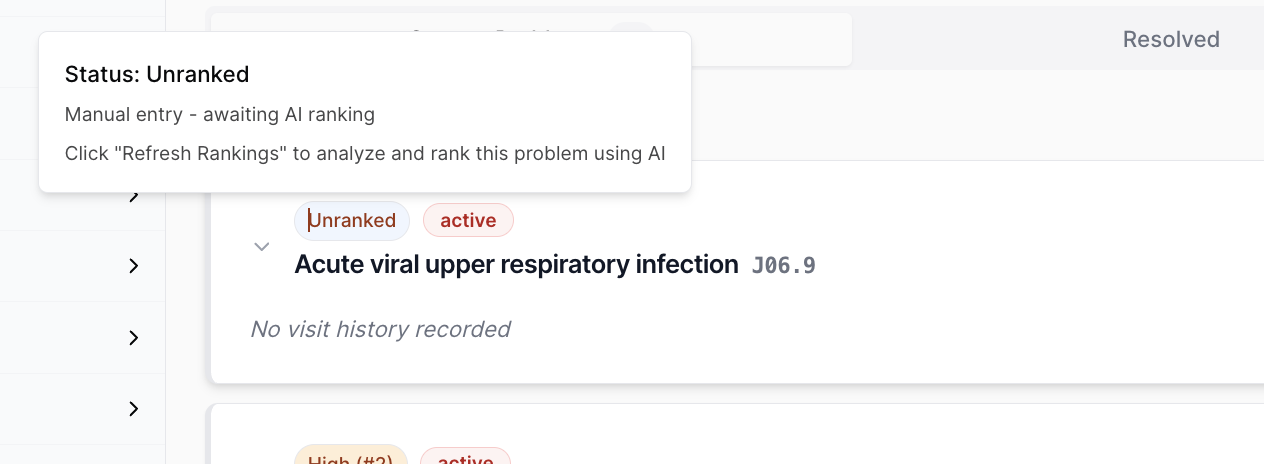 Resolved
Status: Unranked
Manual entry - awaiting AI ranking
Click "Refresh Rankings" to analyze and rank this problem using AI
Unranked active
Acute viral upper respiratory infection J06.9
No visit history recorded
High (#2) active